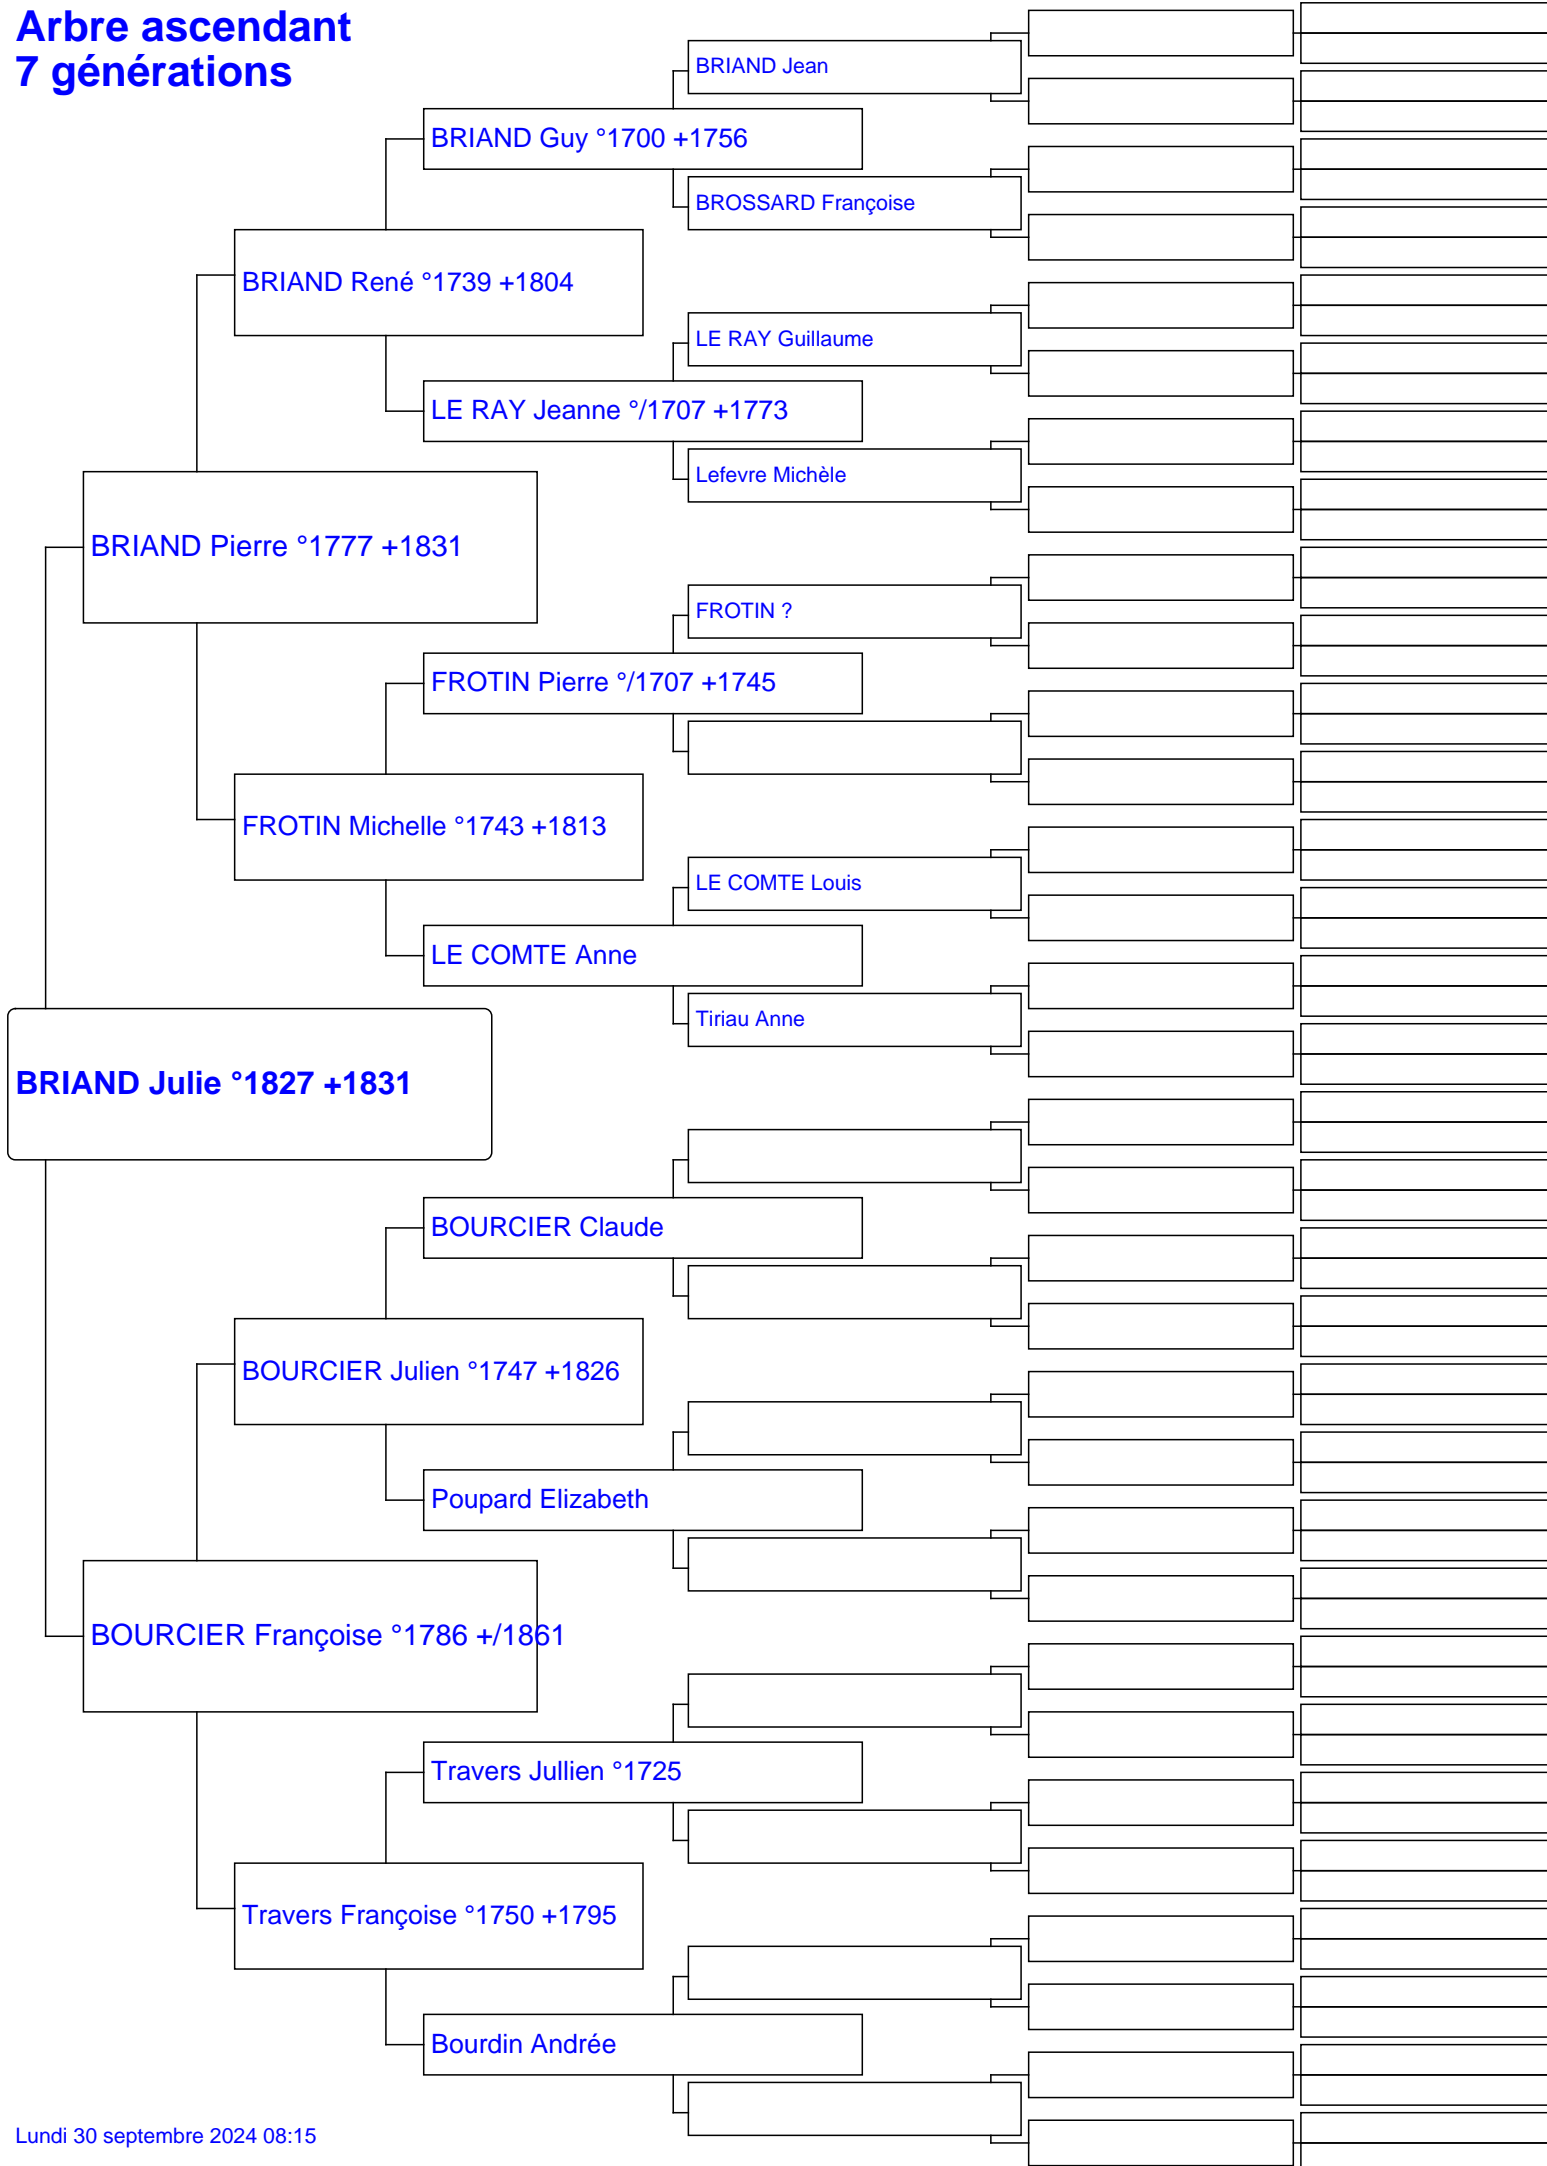 Arbre ascendant
7 générations
BRIAND Jean
BRIAND Guy °1700 +1756
BROSSARD Françoise
BRIAND René °1739 +1804
LE RAY Guillaume
LE RAY Jeanne °/1707 +1773
Lefevre Michèle
BRIAND Pierre °1777 +1831
FROTIN ?
FROTIN Pierre °/1707 +1745
FROTIN Michelle °1743 +1813
LE COMTE Louis
LE COMTE Anne
Tiriau Anne
BRIAND Julie °1827 +1831
BOURCIER Claude
BOURCIER Julien °1747 +1826
Poupard Elizabeth
BOURCIER Françoise °1786 +/1861
Travers Jullien °1725
Travers Françoise °1750 +1795
Bourdin Andrée
Lundi 30 septembre 2024 08:15